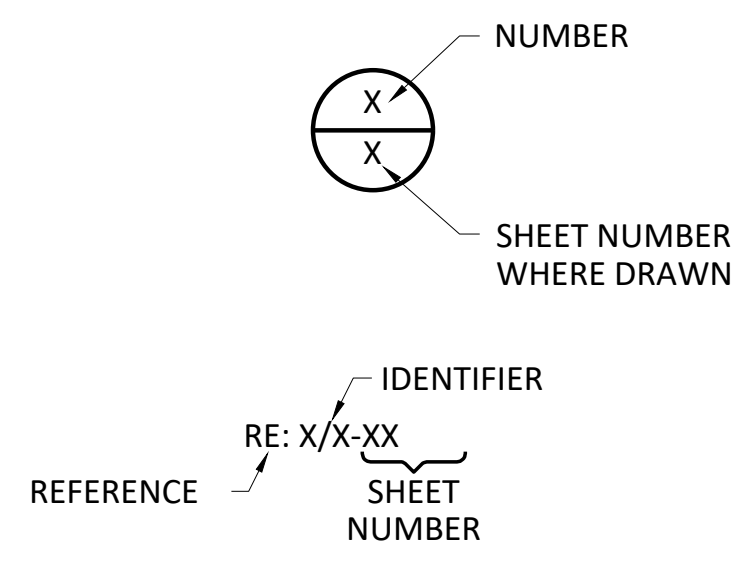 NUMBER
X
X
SHEET NUMBER
WHERE DRAWN
IDENTIFIER
RE: X/X-XX
REFERENCE
SHEET
NUMBER